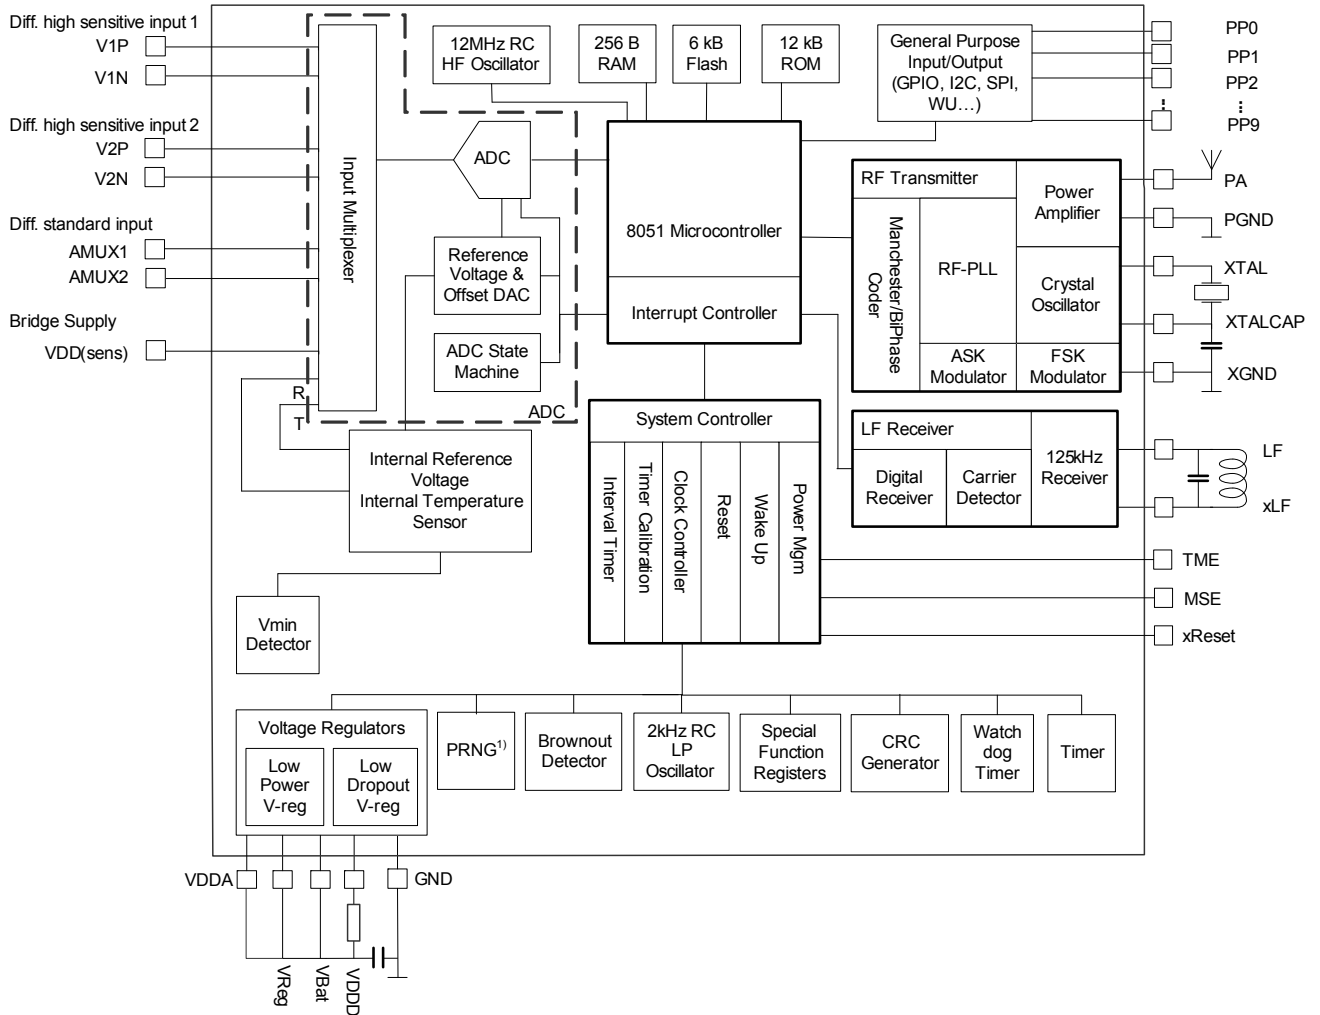 Diff. high sensitive input 1
V1P
V1N
Diff. high sensitive input 2
V2P
V2N
Diff. standard input
AMUX1
AMUX2
Bridge Supply
VDD(sens)
Input Multiplexer
R
T
ADC
12MHz RC
HF Oscillator
256 B
RAM
6 kB
Flash
12 kB
ROM
General Purpose
Input/Output
(GPIO, I2C, SPI,
WU…)
PP0
PP1
PP2
PP9
ADC
Reference
Voltage &
Offset DAC
ADC State
Machine
8051 Microcontroller
Interrupt Controller
RF Transmitter
Manchester/BiPhase
Coder
RF-PLL
Power
Amplifier
Crystal
Oscillator
ASK
Modulator
FSK
Modulator
PA
PGND
XTAL
XTALCAP
XGND
Internal Reference
Voltage
Internal Temperature
Sensor
Vmin
Detector
System Controller
Interval Timer
Timer Calibration
Clock Controller
Reset
Wake Up
Power Mgm
LF Receiver
Digital
Receiver
Carrier
Detector
125kHz
Receiver
LF
xLF
TME
MSE
xReset
Voltage Regulators
Low
Power
V-reg
Low
Dropout
V-reg
PRNG1)
Brownout
Detector
2kHz RC
LP
Oscillator
Special
Function
Registers
CRC
Generator
Watch
dog
Timer
Timer
VDDA
GND
VReg
VBat
VDDD